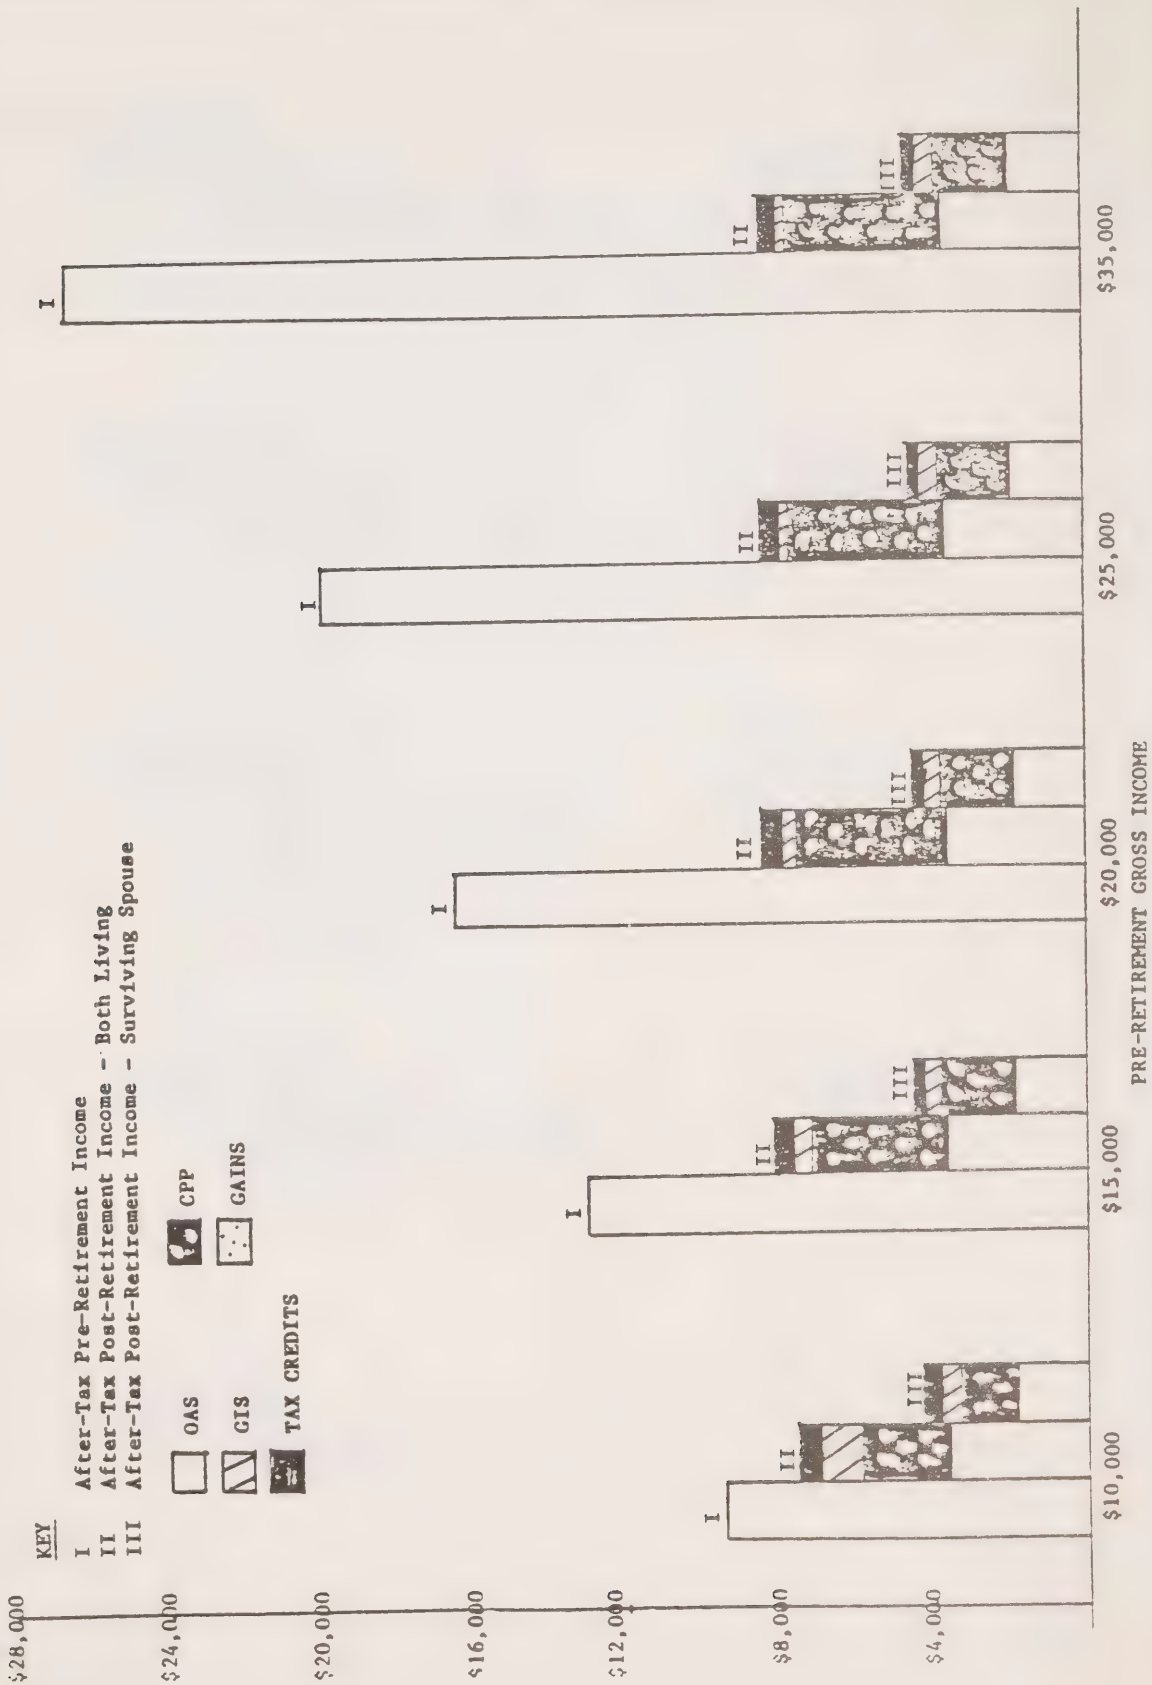 $28,000
$24,000
$20,000
$16,000
$12,000
$8,000
$4,000
KEY
I After-Tax Pre-Retirement Income
II After-Tax Post-Retirement Income - Both Living
III After-Tax Post-Retirement Income - Surviving Spouse
OAS CPP
GIS GAINS
TAX CREDITS
I II III
I II III
I II III
I II III
I II III
$10,000 $15,000 $20,000 $25,000 $35,000
PRE-RETIREMENT GROSS INCOME